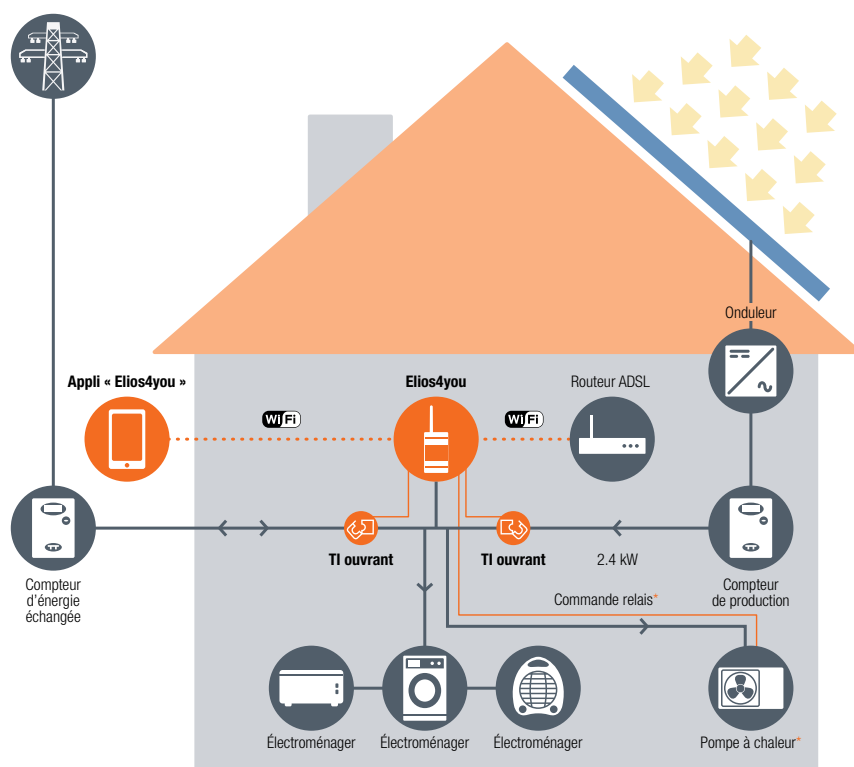 Onduleur
Appli « Elios4you »
Elios4you
Routeur ADSL
WiFi
WiFi
TI ouvrant
TI ouvrant
2.4 kW
Compteur
d'énergie
échangée
Compteur
de production
Commande relais*
Électroménager
Électroménager
Électroménager
Pompe à chaleur*